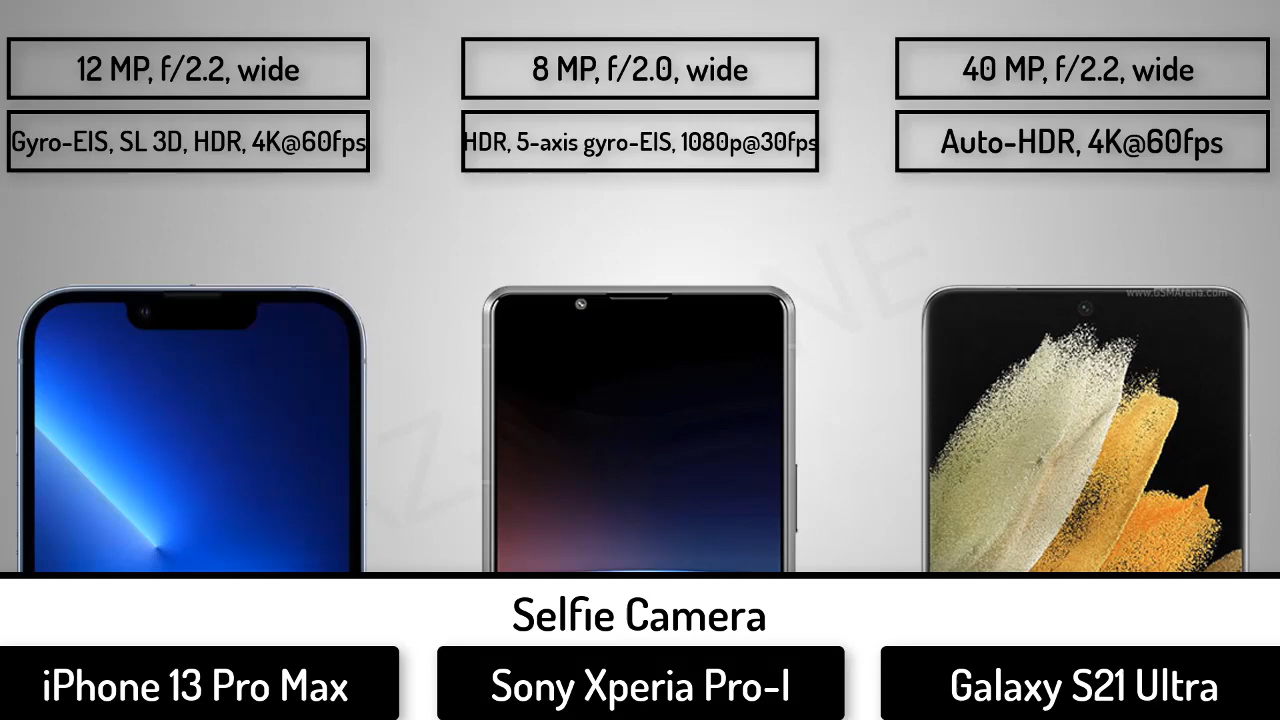 12 MP, f/2.2, wide
8 MP, f/2.0, wide
40 MP, f/2.2, wide
Gyro-EIS, SL 3D, HDR, 4K@60fps
HDR, 5-axis gyro-EIS, 1080p@30fps
Auto-HDR, 4K@60fps
www.GSMArena.com
Selfie Camera
iPhone 13 Pro Max
Sony Xperia Pro-I
Galaxy S21 Ultra